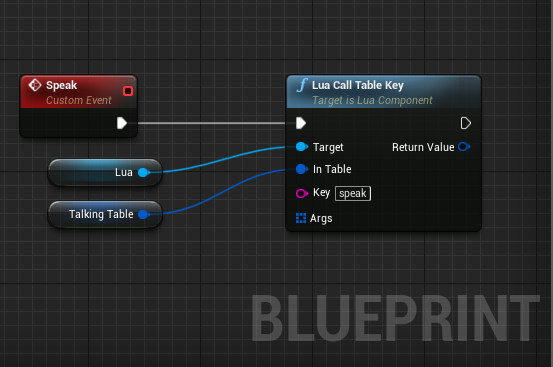 Speak
Custom Event
Lua
Talking Table
Lua Call Table Key
Target is Lua Component
Target
Return Value
In Table
Key speak
Args
BLUEPRINT